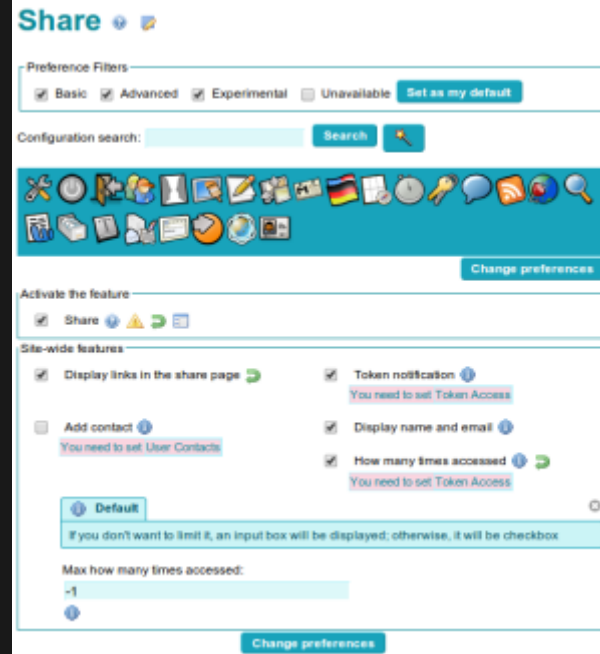 Share
Preference Filters
Basic Advanced Experimental Unavailable Set as my default
Configuration search: Search
Change preferences
Activate the feature
Share
Site-wide features
Display links in the share page Token notification
You need to set Token Access
Add contact Display name and email
You need to set User Contacts
How many times accessed
You need to set Token Access
Default
If you don't want to limit it, an input box will be displayed; otherwise, it will be checkbox
Max how many times accessed:
-1
Change preferences